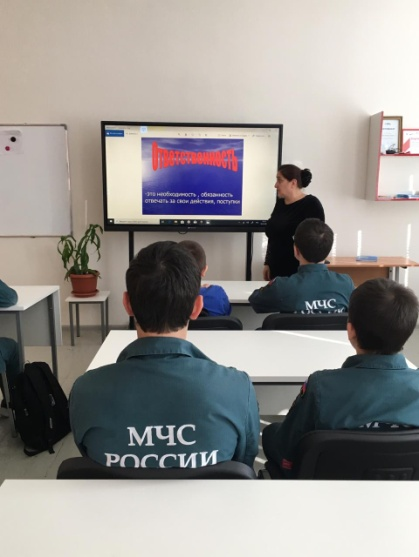 Ответственность
-это необходимость , обязанность
отвечать за свои действия, поступки
МЧС
МЧС
РОССИИ